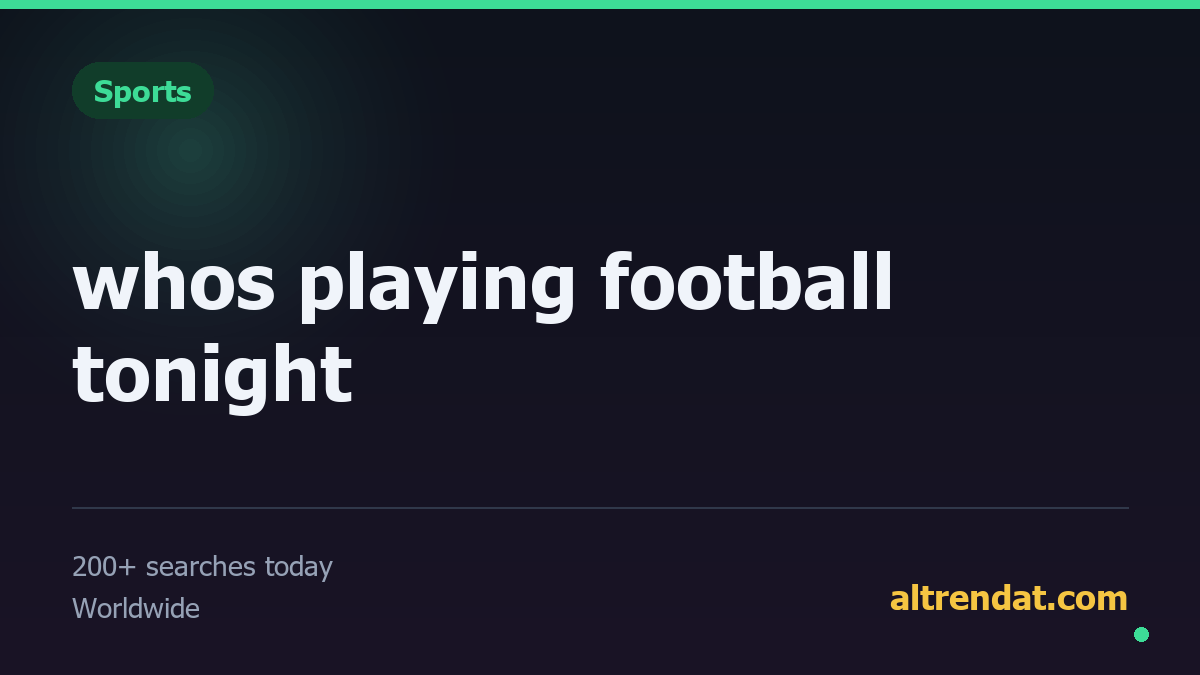 Sports
whos playing football
tonight
200+ searches today
Worldwide
altrendat.com